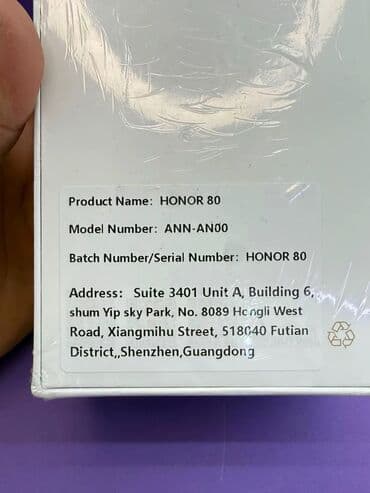 Product Name: HONOR 80
Model Number: ANN-AN00
Batch Number/Serial Number: HONOR 80
Address: Suite 3401 Unit A, Building 6,
shum Yip sky Park, No. 8089 Hongli West
Road, Xiangmihu Street, 518040 Futian
District,,Shenzhen,Guangdong